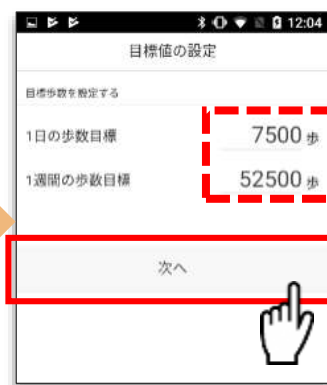 12:04
目標値の設定
目標歩数を設定する
1日の歩数目標 7500 歩
1週間の歩数目標 52500 歩
次へ